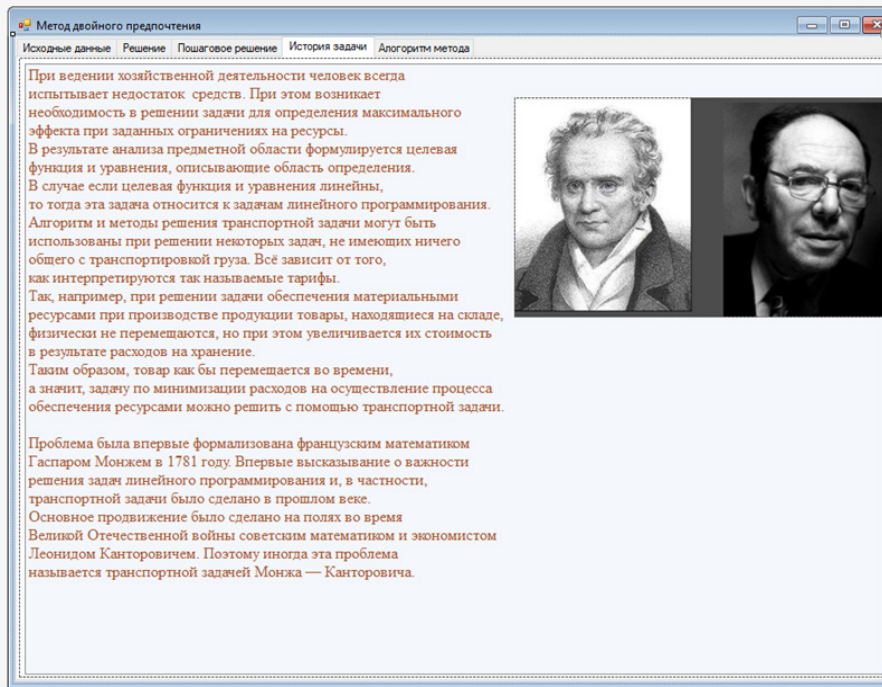 Метод двойного предпочтения
Исходные данные Решение Пошаговое решение История задачи Алогоритм метода
При ведении хозяйственной деятельности человек всегда
испытывает недостаток средств. При этом возникает
необходимость в решении задачи для определения максимального
эффекта при заданных ограничениях на ресурсы.
В результате анализа предметной области формулируется целевая
функция и уравнения, описывающие область определения.
В случае если целевая функция и уравнения линейны,
то тогда эта задача относится к задачам линейного программирования.
Алгоритм и методы решения транспортной задачи могут быть
использованы при решении некоторых задач, не имеющих ничего
общего с транспортировкой груза. Всё зависит от того,
как интерпретируются так называемые тарифы.
Так, например, при решении задачи обеспечения материальными
ресурсами при производстве продукции товары, находящиеся на складе,
физически не перемещаются, но при этом увеличивается их стоимость
в результате расходов на хранение.
Таким образом, товар как бы перемещается во времени,
а значит, задачу по минимизации расходов на осуществление процесса
обеспечения ресурсами можно решить с помощью транспортной задачи.
Проблема была впервые формализована французским математиком
Гаспаром Монжем в 1781 году. Впервые высказывание о важности
решения задач линейного программирования и, в частности,
транспортной задачи было сделано в прошлом веке.
Основное продвижение было сделано на полях во время
Великой Отечественной войны советским математиком и экономистом
Леонидом Канторовичем. Поэтому иногда эта проблема
называется транспортной задачей Монжа — Канторовича.